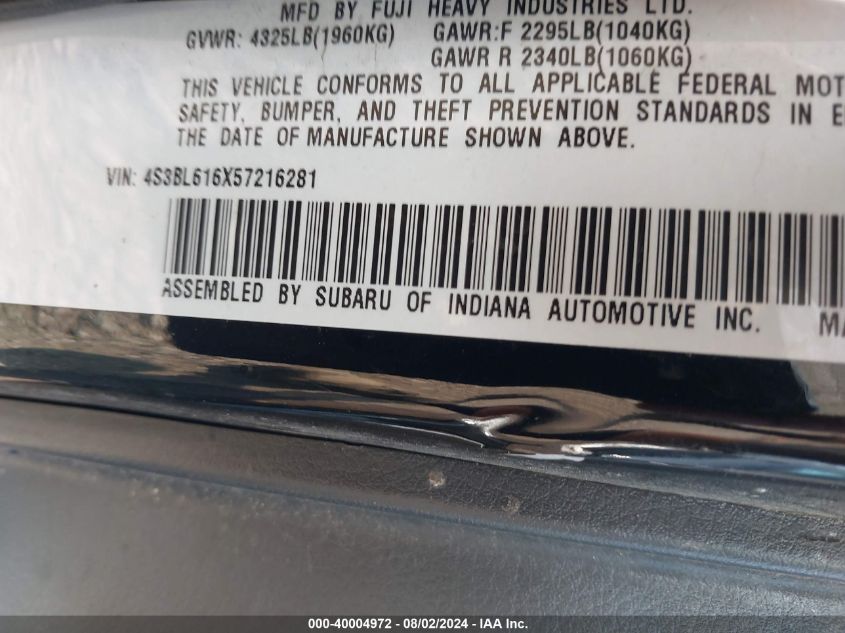 MFD BY FUJI HEAVY INDUSTRIES LTD.
GVWR: 4325LB(1960KG) GAWR:F 2295LB(1040KG)
GAWR R 2340LB(1060KG)
THIS VEHICLE CONFORMS TO ALL APPLICABLE FEDERAL MOT
SAFETY, BUMPER, AND THEFT PREVENTION STANDARDS IN E
THE DATE OF MANUFACTURE SHOWN ABOVE.
VIN: 4S3BL616X57216281
ASSEMBLED BY SUBARU OF INDIANA AUTOMOTIVE INC. MA
000-40004972 - 08/02/2024 - IAA Inc.